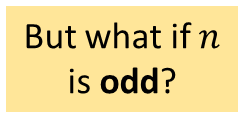 But what if n
is odd?